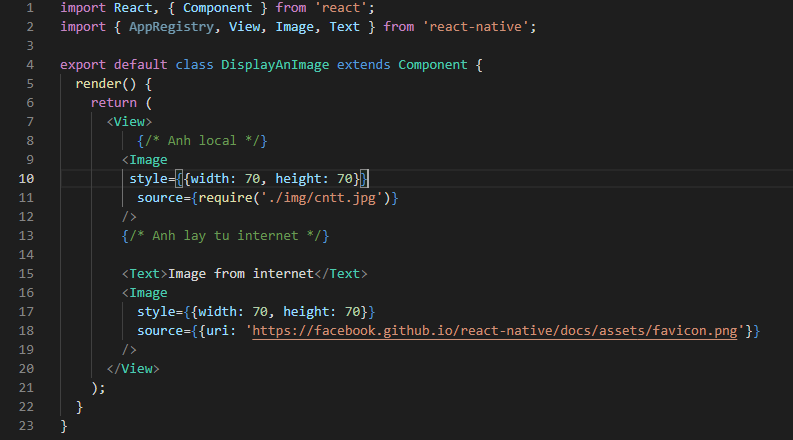 1 import React, { Component } from 'react';
2 import { AppRegistry, View, Image, Text } from 'react-native';
3
4 export default class DisplayAnImage extends Component {
5   render() {
6     return (
7       <View>
8           {/* Anh local */}
9         <Image
10          style={{width: 70, height: 70}}
11           source={require('./img/cntt.jpg')}
12         />
13         {/* Anh lay tu internet */}
14
15         <Text>Image from internet</Text>
16         <Image
17           style={{width: 70, height: 70}}
18           source={{uri: 'https://facebook.github.io/react-native/docs/assets/favicon.png'}}
19         />
20       </View>
21     );
22   }
23 }